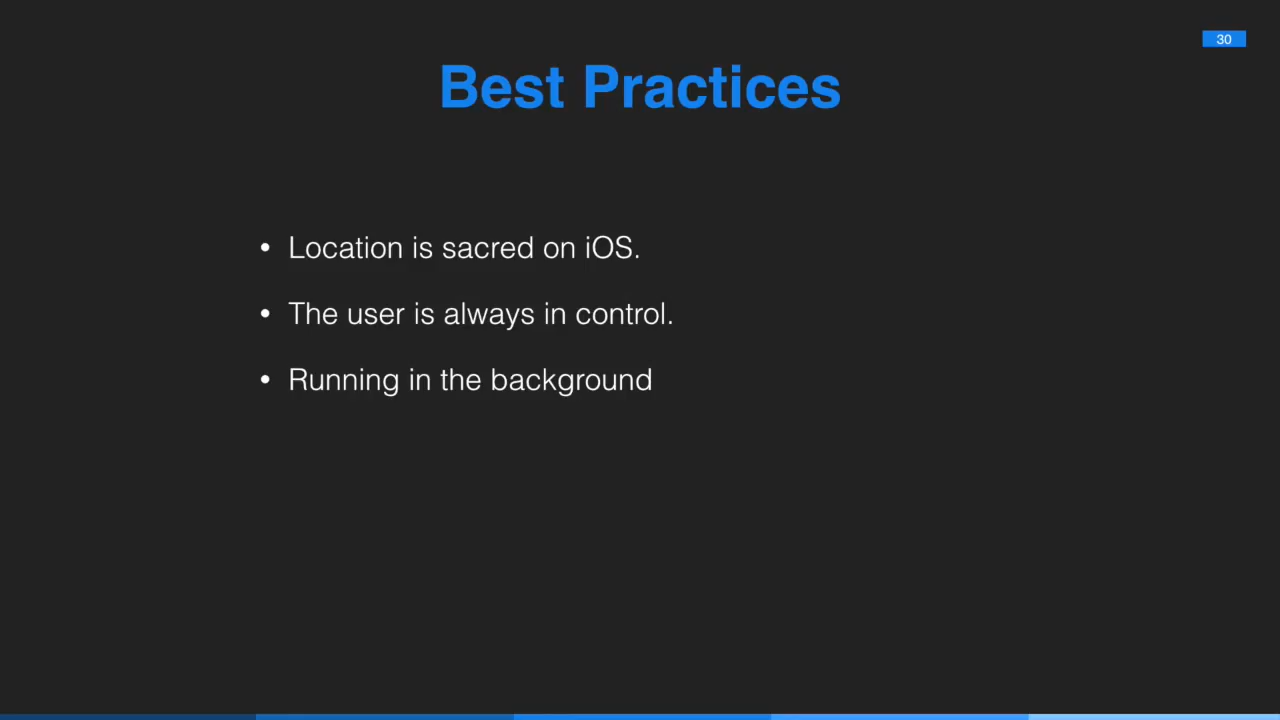 30
Best Practices
• Location is sacred on iOS.
• The user is always in control.
• Running in the background